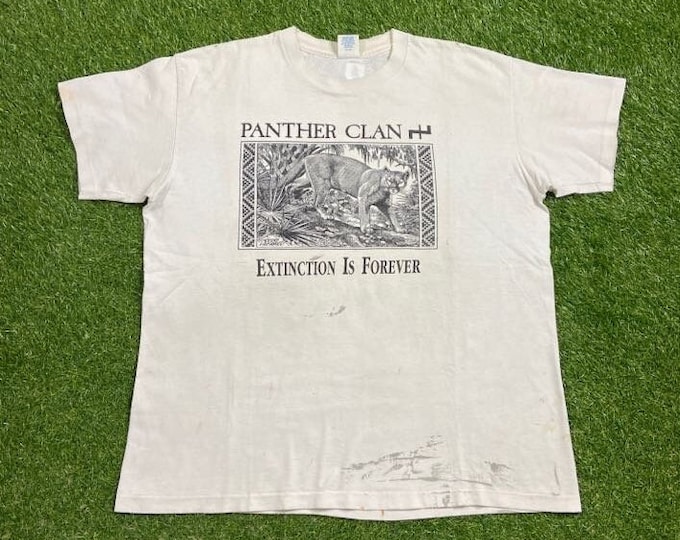 PANTHER CLAN
EXTINCTION IS FOREVER